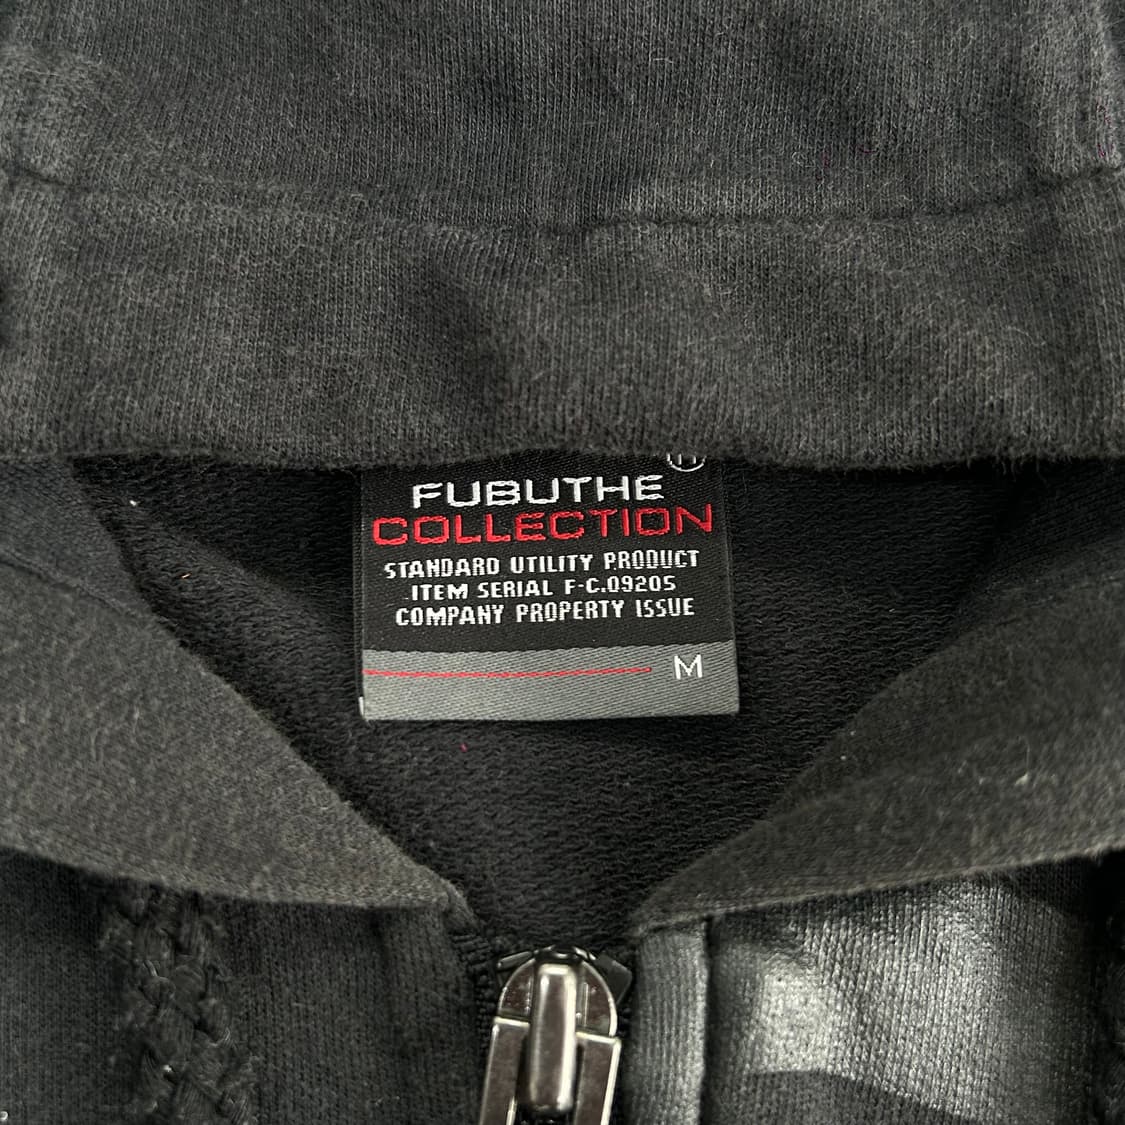 FUBUTHE
COLLECTION
STANDARD UTILITY PRODUCT
ITEM SERIAL F-C.09205
COMPANY PROPERTY ISSUE
M